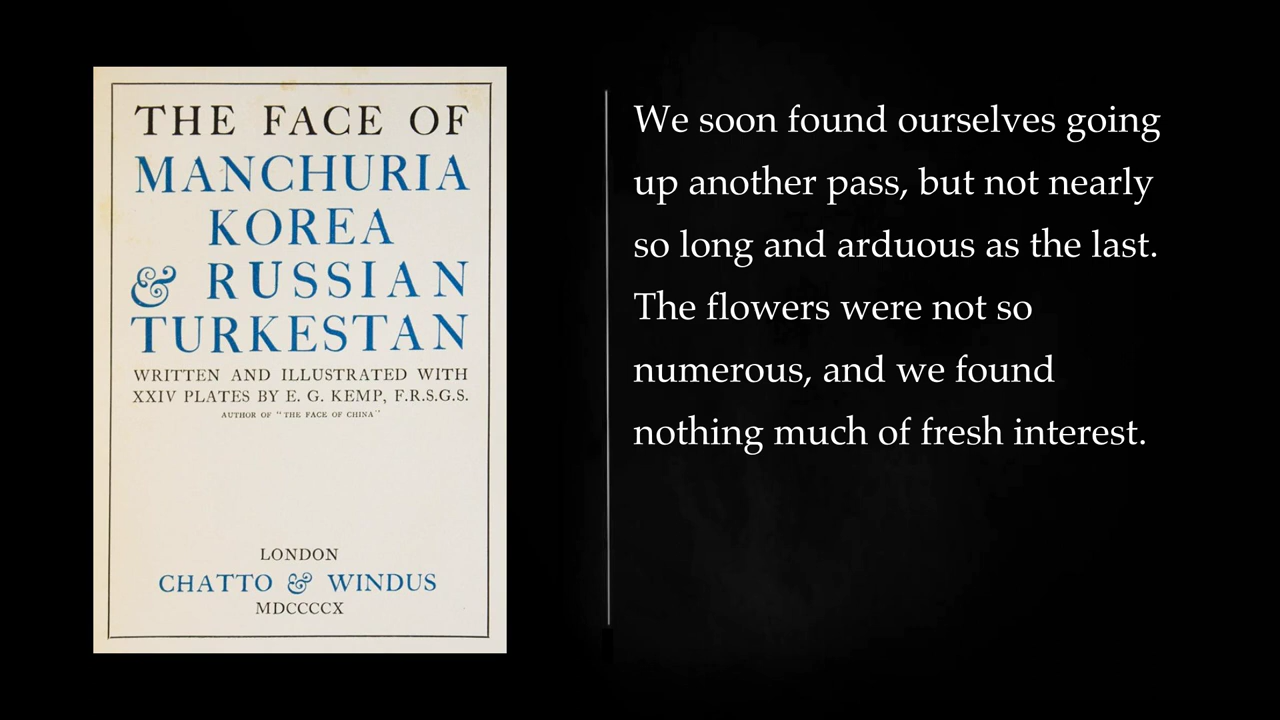 THE FACE OF
MANCHURIA
KOREA
& RUSSIAN
TURKESTAN
WRITTEN AND ILLUSTRATED WITH
XXIV PLATES BY E. G. KEMP, F.R.S.G.S.
AUTHOR OF "THE FACE OF CHINA"
LONDON
CHATTO & WINDUS
MDCCCCX
We soon found ourselves going
up another pass, but not nearly
so long and arduous as the last.
The flowers were not so
numerous, and we found
nothing much of fresh interest.